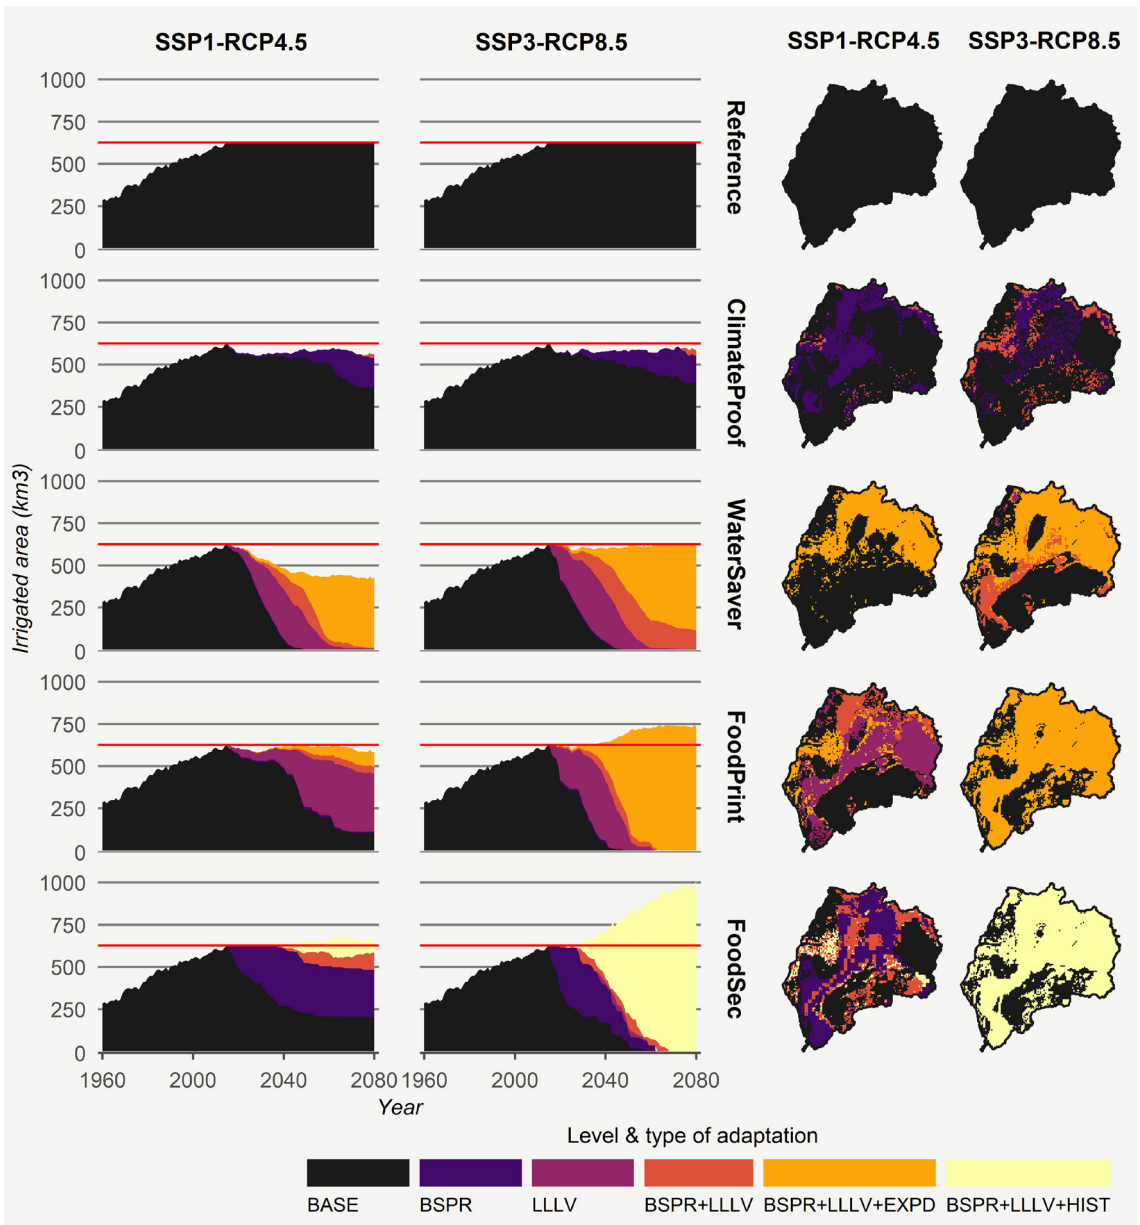 SSP1-RCP4.5 SSP3-RCP8.5 SSP1-RCP4.5 SSP3-RCP8.5
1000
750
500
250
0
Reference
1000
750
500
250
0
ClimateProof
Irrigated area (km3)
1000
750
500
250
0
WaterSaver
1000
750
500
250
0
FoodPrint
1000
750
500
250
0
FoodSec
1960 2000 2040 2080 1960 2000 2040 2080
Year
Level & type of adaptation
BASE BSPR LLLV BSPR+LLLV BSPR+LLLV+EXPD BSPR+LLLV+HIST